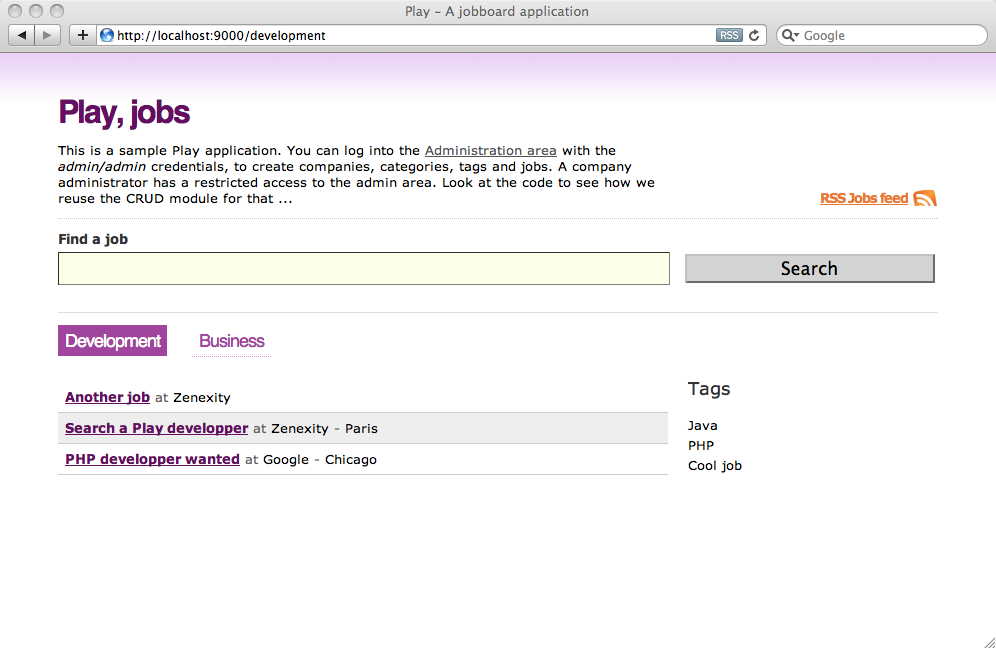 Play – A jobboard application
http://localhost:9000/development
RSS
Google
Play, jobs
This is a sample Play application. You can log into the Administration area with the
admin/admin credentials, to create companies, categories, tags and jobs. A company
administrator has a restricted access to the admin area. Look at the code to see how we
reuse the CRUD module for that ...
RSS Jobs feed
Find a job
Search
Development
Business
Another job at Zenexity
Search a Play developper at Zenexity - Paris
PHP developper wanted at Google - Chicago
Tags
Java
PHP
Cool job